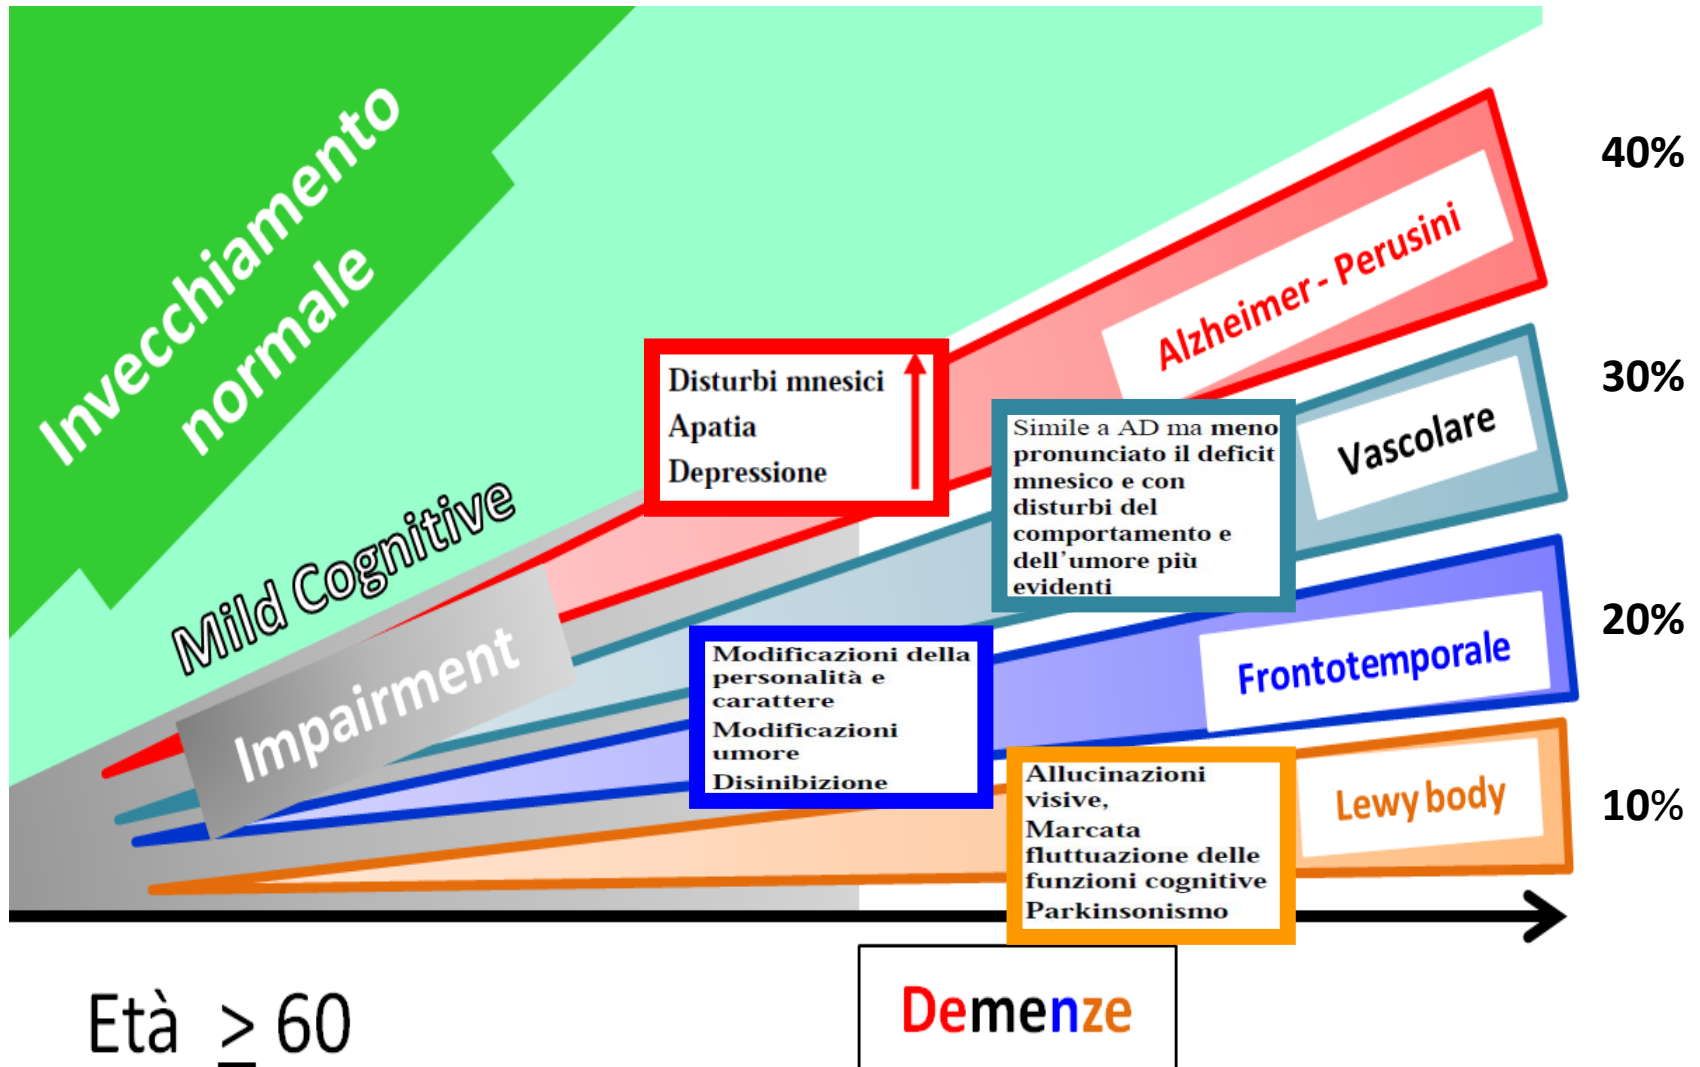 Invecchiamento
normale
Mild Cognitive
Impairment
Disturbi mnesici
Apatia
Depressione
Alzheimer - Perusini
40%
Simile a AD ma meno
pronunciato il deficit
mnesico e con
disturbi del
comportamento e
dell'umore più
evidenti
Vascolare
30%
Modificazioni della
personalità e
carattere
Modificazioni
umore
Disinibizione
Frontotemporale
20%
Allucinazioni
visive,
Marcata
fluttuazione delle
funzioni cognitive
Parkinsonismo
Lewy body
10%
Età ≥ 60
Demenze